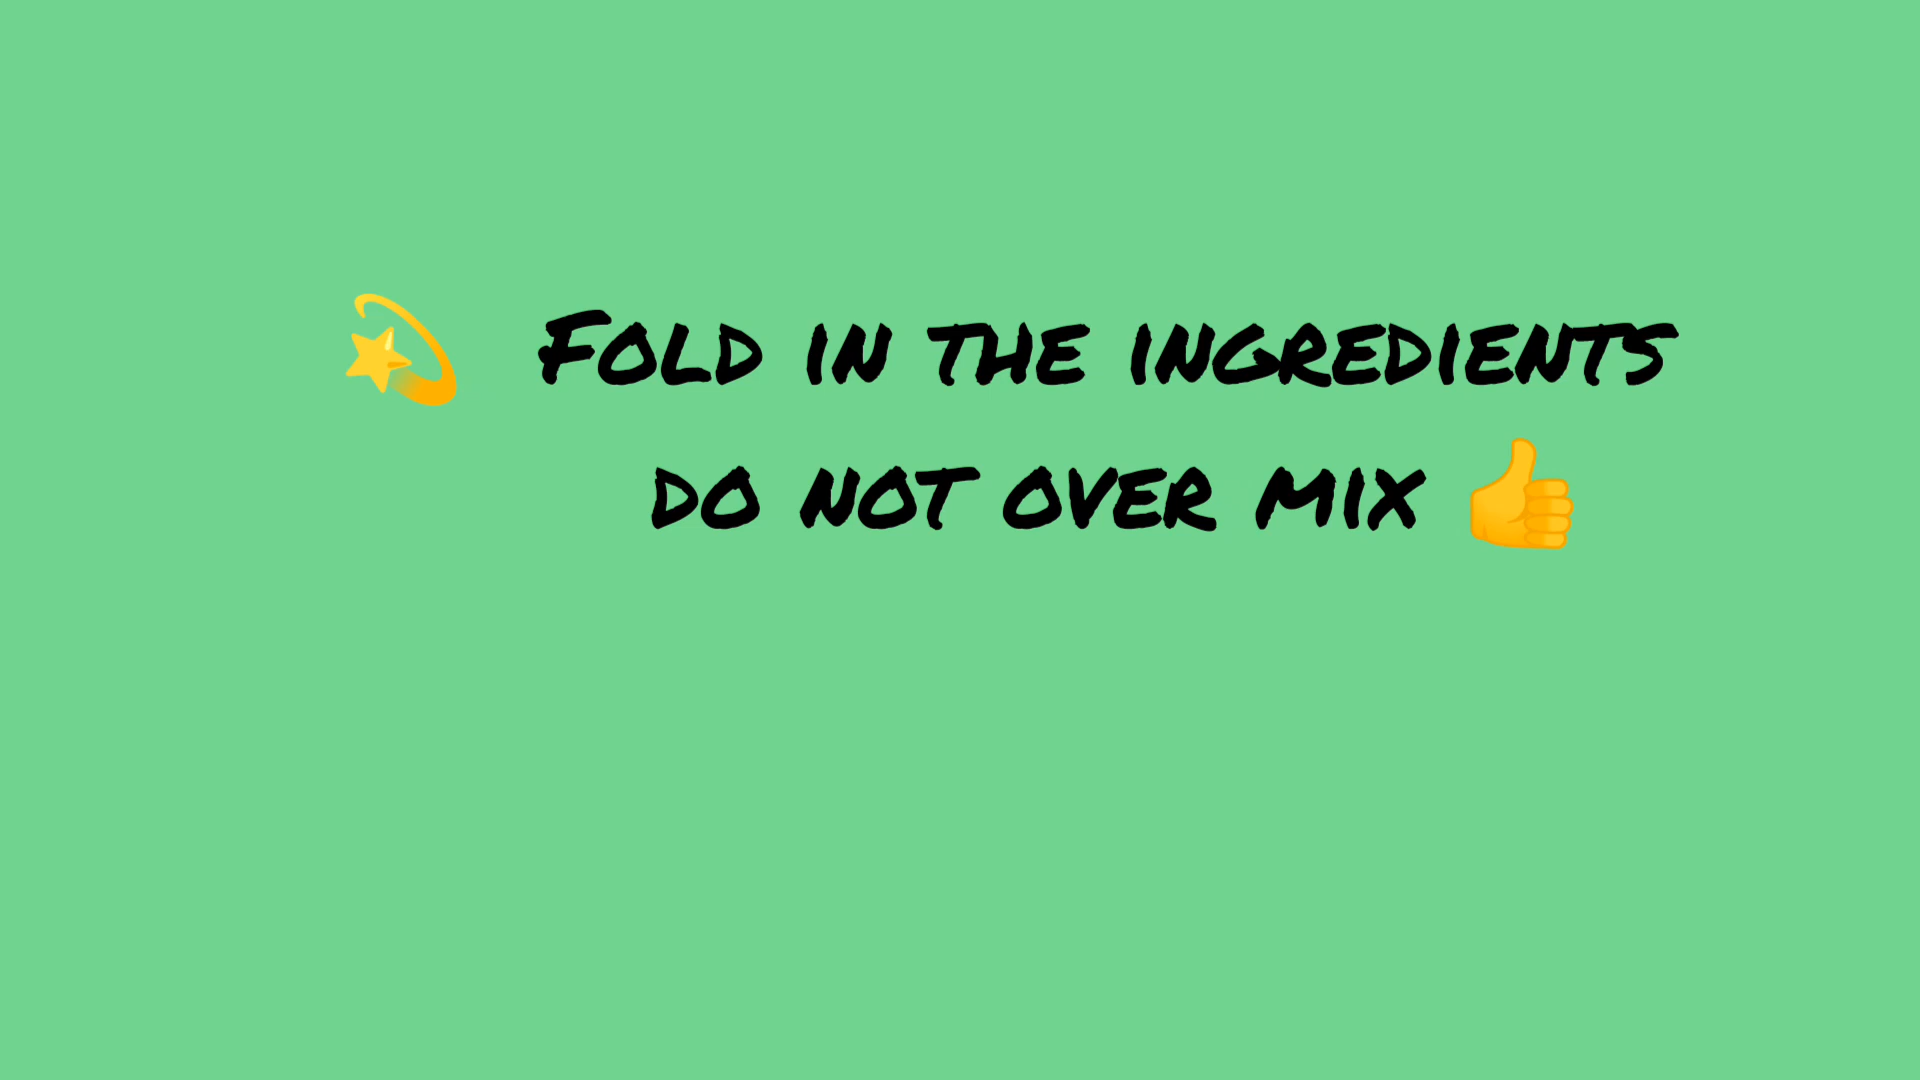 💫 Fold in the ingredients
do not over mix 👍